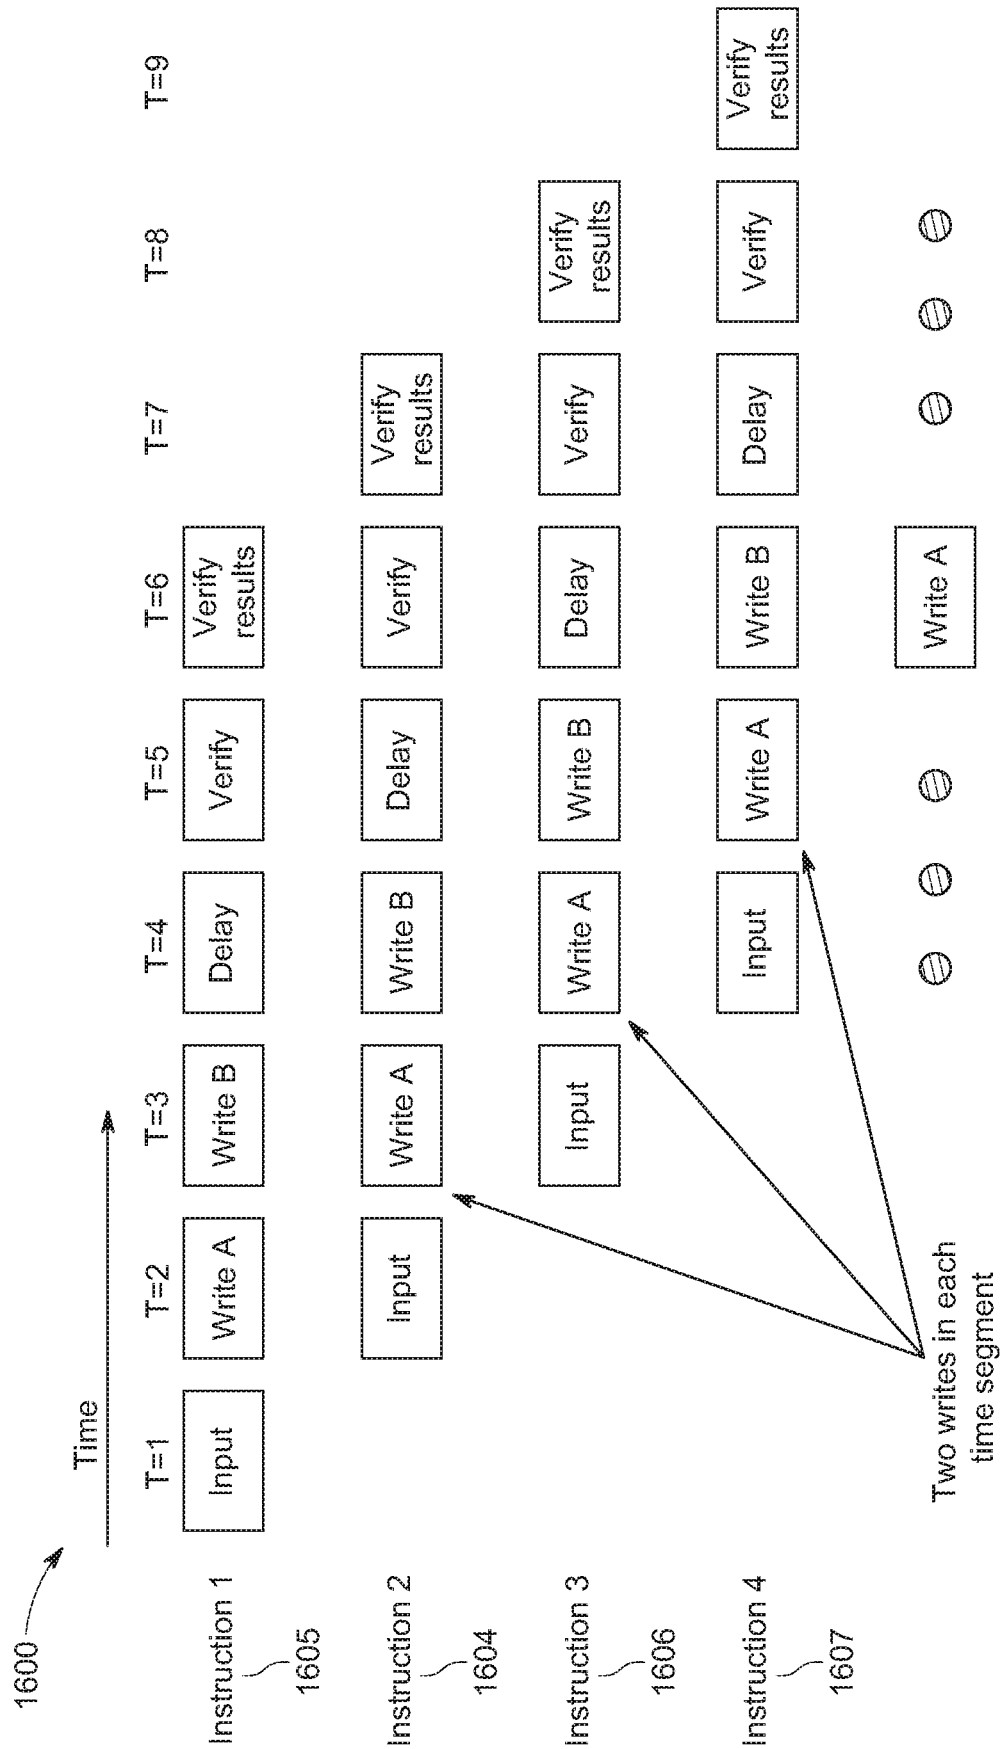 1600
Time
T=1 T=2 T=3 T=4 T=5 T=6 T=7 T=8 T=9
Instruction 1
1605
Input
Write A
Write B
Delay
Verify
Verify
results
Instruction 2
1604
Input
Write A
Write B
Delay
Verify
Verify
results
Instruction 3
1606
Input
Write A
Write B
Delay
Verify
Verify
results
Instruction 4
1607
Input
Write A
Write B
Delay
Verify
Verify
results
Two writes in each
time segment
Write A